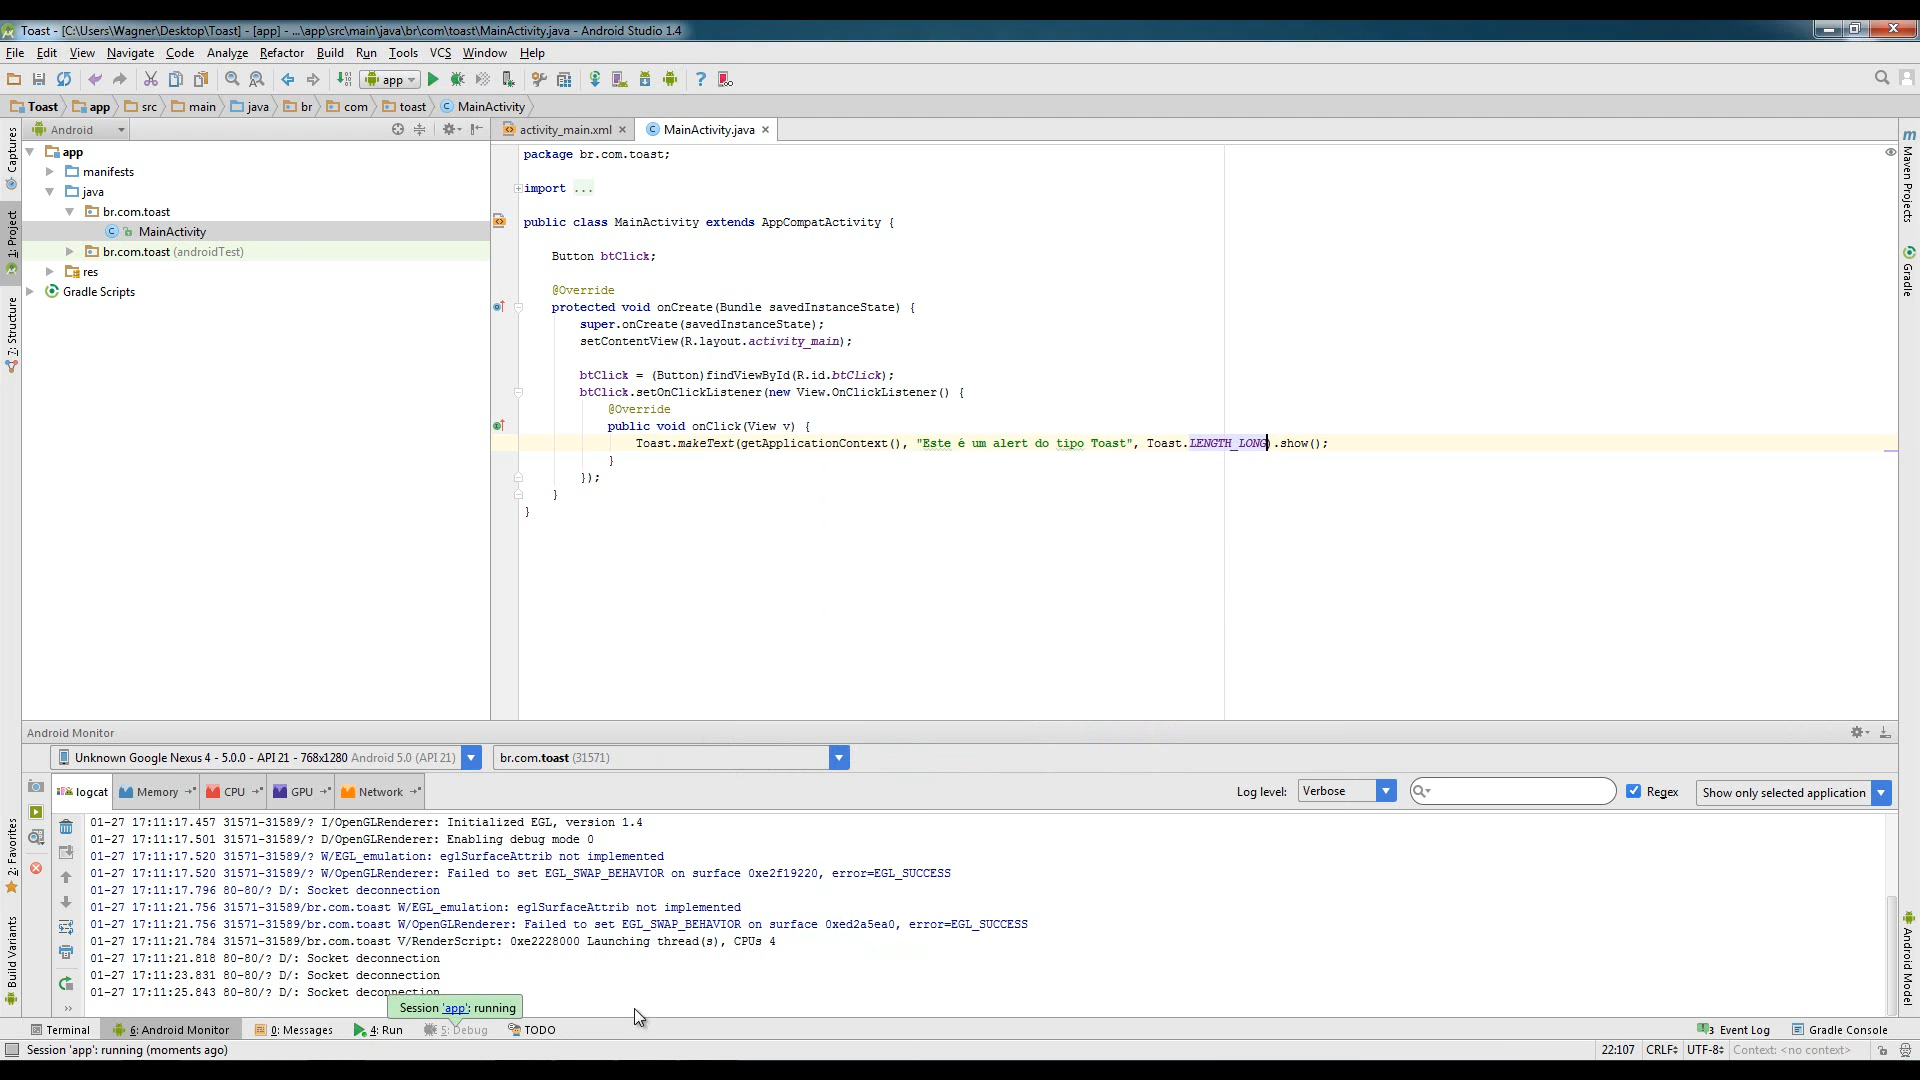 Toast - [C:\Users\Wagner\Desktop\Toast] - [app] - ...\app\src\main\java\br\com\toast\MainActivity.java - Android Studio 1.4
File Edit View Navigate Code Analyze Refactor Build Run Tools VCS Window Help
app
Toast app src main java br com toast MainActivity
Android
activity_main.xml MainActivity.java
app
manifests
java
br.com.toast
MainActivity
br.com.toast (androidTest)
res
Gradle Scripts
Captures
1: Project
7: Structure
2: Favorites
Build Variants
package br.com.toast;
import ...
public class MainActivity extends AppCompatActivity {
Button btClick;
@Override
protected void onCreate(Bundle savedInstanceState) {
super.onCreate(savedInstanceState);
setContentView(R.layout.activity_main);
btClick = (Button)findViewById(R.id.btClick);
btClick.setOnClickListener(new View.OnClickListener() {
@Override
public void onClick(View v) {
Toast.makeText(getApplicationContext(), "Este é um alert do tipo Toast", Toast.LENGTH_LONG).show();
}
});
}
}
Maven Projects
Gradle
Android Model
Android Monitor
Unknown Google Nexus 4 - 5.0.0 - API 21 - 768x1280 Android 5.0 (API 21) br.com.toast (31571)
logcat Memory CPU GPU Network Log level: Verbose Regex Show only selected application
01-27 17:11:17.457 31571-31589/? I/OpenGLRenderer: Initialized EGL, version 1.4
01-27 17:11:17.501 31571-31589/? D/OpenGLRenderer: Enabling debug mode 0
01-27 17:11:17.520 31571-31589/? W/EGL_emulation: eglSurfaceAttrib not implemented
01-27 17:11:17.520 31571-31589/? W/OpenGLRenderer: Failed to set EGL_SWAP_BEHAVIOR on surface 0xe2f19220, error=EGL_SUCCESS
01-27 17:11:17.796 80-80/? D/: Socket deconnection
01-27 17:11:21.756 31571-31589/br.com.toast W/EGL_emulation: eglSurfaceAttrib not implemented
01-27 17:11:21.756 31571-31589/br.com.toast W/OpenGLRenderer: Failed to set EGL_SWAP_BEHAVIOR on surface 0xed2a5ea0, error=EGL_SUCCESS
01-27 17:11:21.784 31571-31589/br.com.toast V/RenderScript: 0xe2228000 Launching thread(s), CPUs 4
01-27 17:11:21.818 80-80/? D/: Socket deconnection
01-27 17:11:23.831 80-80/? D/: Socket deconnection
01-27 17:11:25.843 80-80/? D/: Socket deconnection
Session 'app': running
Terminal 6: Android Monitor 0: Messages 4: Run 5: Debug TODO 3 Event Log Gradle Console
Session 'app': running (moments ago) 22:107 CRLF UTF-8 Context: <no context>